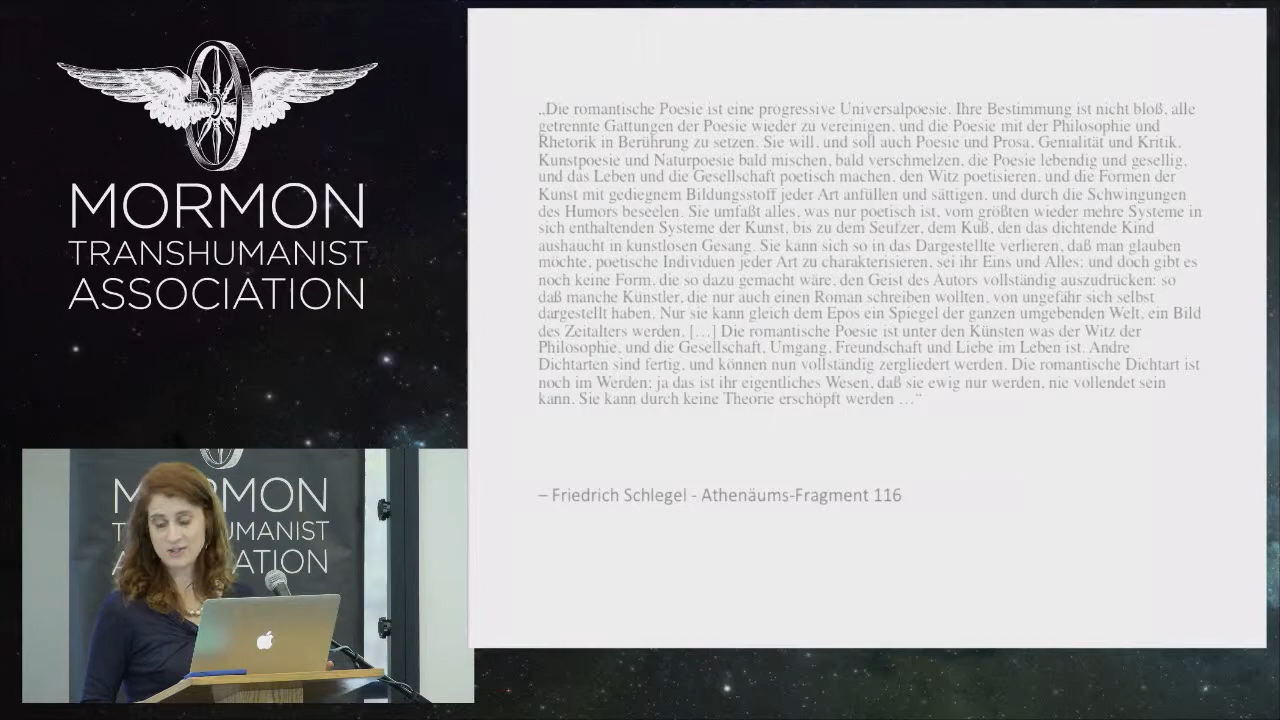 MORMON
TRANSHUMANIST
ASSOCIATION
„Die romantische Poesie ist eine progressive Universalpoesie. Ihre Bestimmung ist nicht bloß, alle
getrennte Gattungen der Poesie wieder zu vereinigen, und die Poesie mit der Philosophie und
Rhetorik in Berührung zu setzen. Sie will, und soll auch Poesie und Prosa, Genialität und Kritik,
Kunstpoesie und Naturpoesie bald mischen, bald verschmelzen, die Poesie lebendig und gesellig,
und das Leben und die Gesellschaft poetisch machen, den Witz poetisieren, und die Formen der
Kunst mit gediegnem Bildungsstoff jeder Art anfüllen und sättigen, und durch die Schwingungen
des Humors beseelen. Sie umfaßt alles, was nur poetisch ist, vom größten wieder mehre Systeme in
sich enthaltenden Systeme der Kunst, bis zu dem Seufzer, dem Kuß, den das dichtende Kind
aushaucht in kunstlosen Gesang. Sie kann sich so in das Dargestellte verlieren, daß man glauben
möchte, poetische Individuen jeder Art zu charakterisieren, sei ihr Eins und Alles; und doch gibt es
noch keine Form, die so dazu gemacht wäre, den Geist des Autors vollständig auszudrücken: so
daß manche Künstler, die nur auch einen Roman schreiben wollten, von ungefähr sich selbst
dargestellt haben. Nur sie kann gleich dem Epos ein Spiegel der ganzen umgebenden Welt, ein Bild
des Zeitalters werden. […] Die romantische Poesie ist unter den Künsten was der Witz der
Philosophie, und die Gesellschaft, Umgang, Freundschaft und Liebe im Leben ist. Andre
Dichtarten sind fertig, und können nun vollständig zergliedert werden. Die romantische Dichtart ist
noch im Werden; ja das ist ihr eigentliches Wesen, daß sie ewig nur werden, nie vollendet sein
kann. Sie kann durch keine Theorie erschöpft werden …“
– Friedrich Schlegel - Athenäums-Fragment 116